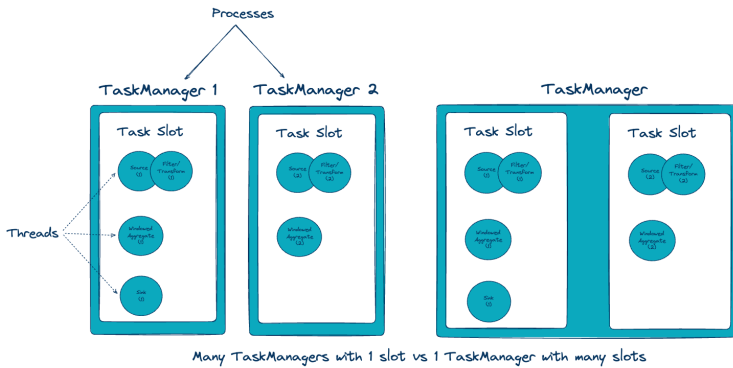 Processes
TaskManager 1
TaskManager 2
TaskManager
Task Slot
Task Slot
Task Slot
Task Slot
Source
(1)
Filter/
Transform
(1)
Source
(2)
Filter/
Transform
(2)
Source
(1)
Filter/
Transform
(1)
Source
(2)
Filter/
Transform
(2)
Threads
Windowed
Aggregate
(1)
Windowed
Aggregate
(2)
Windowed
Aggregate
(1)
Windowed
Aggregate
(2)
Sink
(1)
Sink
(1)
Many TaskManagers with 1 slot vs 1 TaskManager with many slots